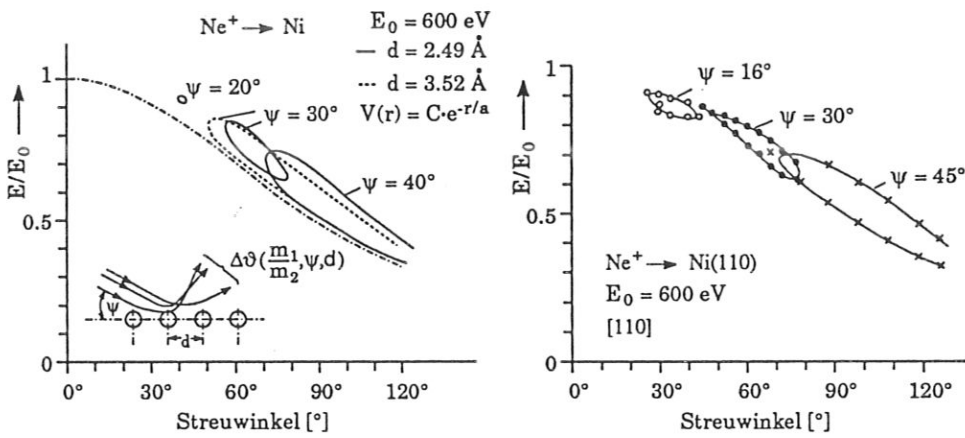 Ne⁺ → Ni
E₀ = 600 eV
— d = 2.49 Å
---- d = 3.52 Å
V(r) = C·e^-r/a
ψ = 20°
ψ = 30°
ψ = 40°
E/E₀
1
0.5
0
Δϑ(m₁/m₂,ψ,d)
ψ
d
0° 30° 60° 90° 120°
Streuwinkel [°]
ψ = 16°
ψ = 30°
ψ = 45°
E/E₀
1
0.5
0
Ne⁺ → Ni(110)
E₀ = 600 eV
[110]
0° 30° 60° 90° 120°
Streuwinkel [°]